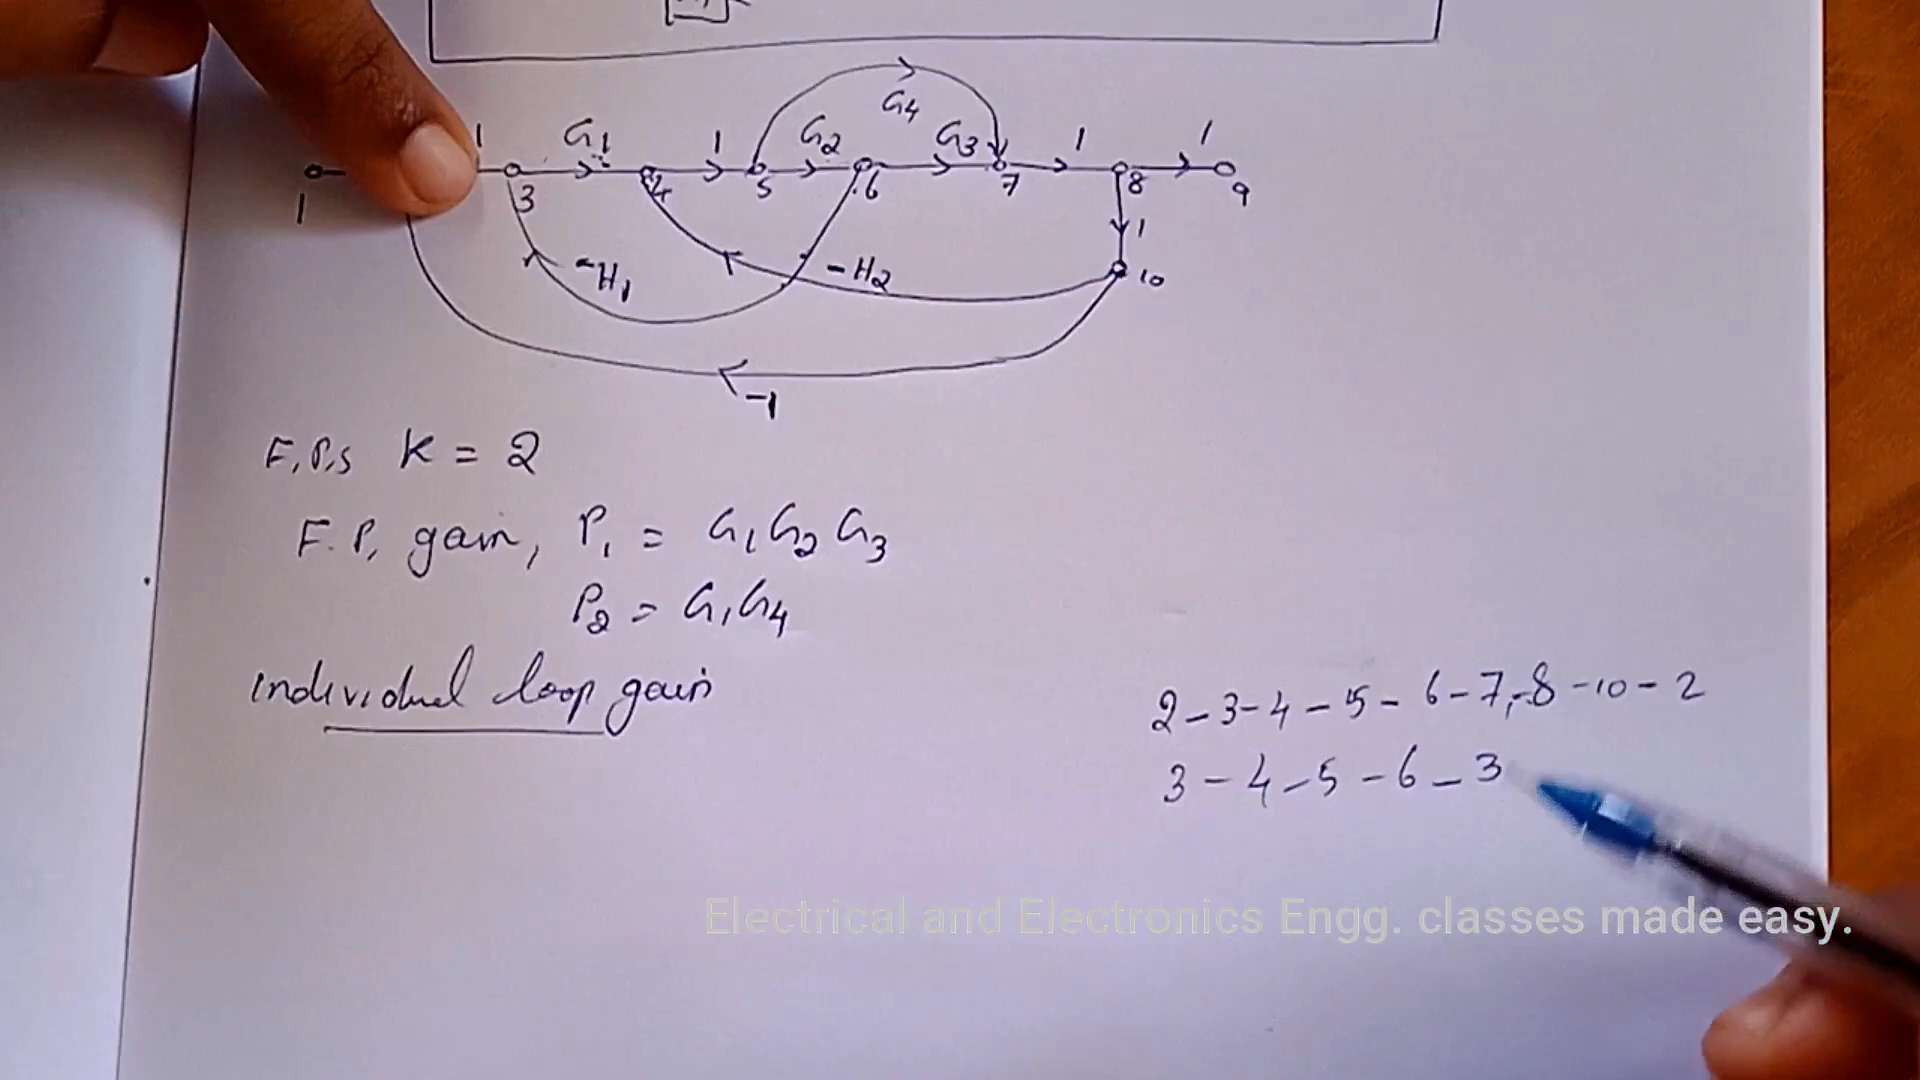 G4
1 G1 1 G2 G3 1 1
1 3 4 5 6 7 8 9
1
-H1 -H2 10
-1
F.P.s K = 2
F.P. gain, P1 = G1G2G3
P2 = G1G4
individual loop gain
2-3-4-5-6-7-8-10-2
3-4-5-6-3
Electrical and Electronics Engg. classes made easy.